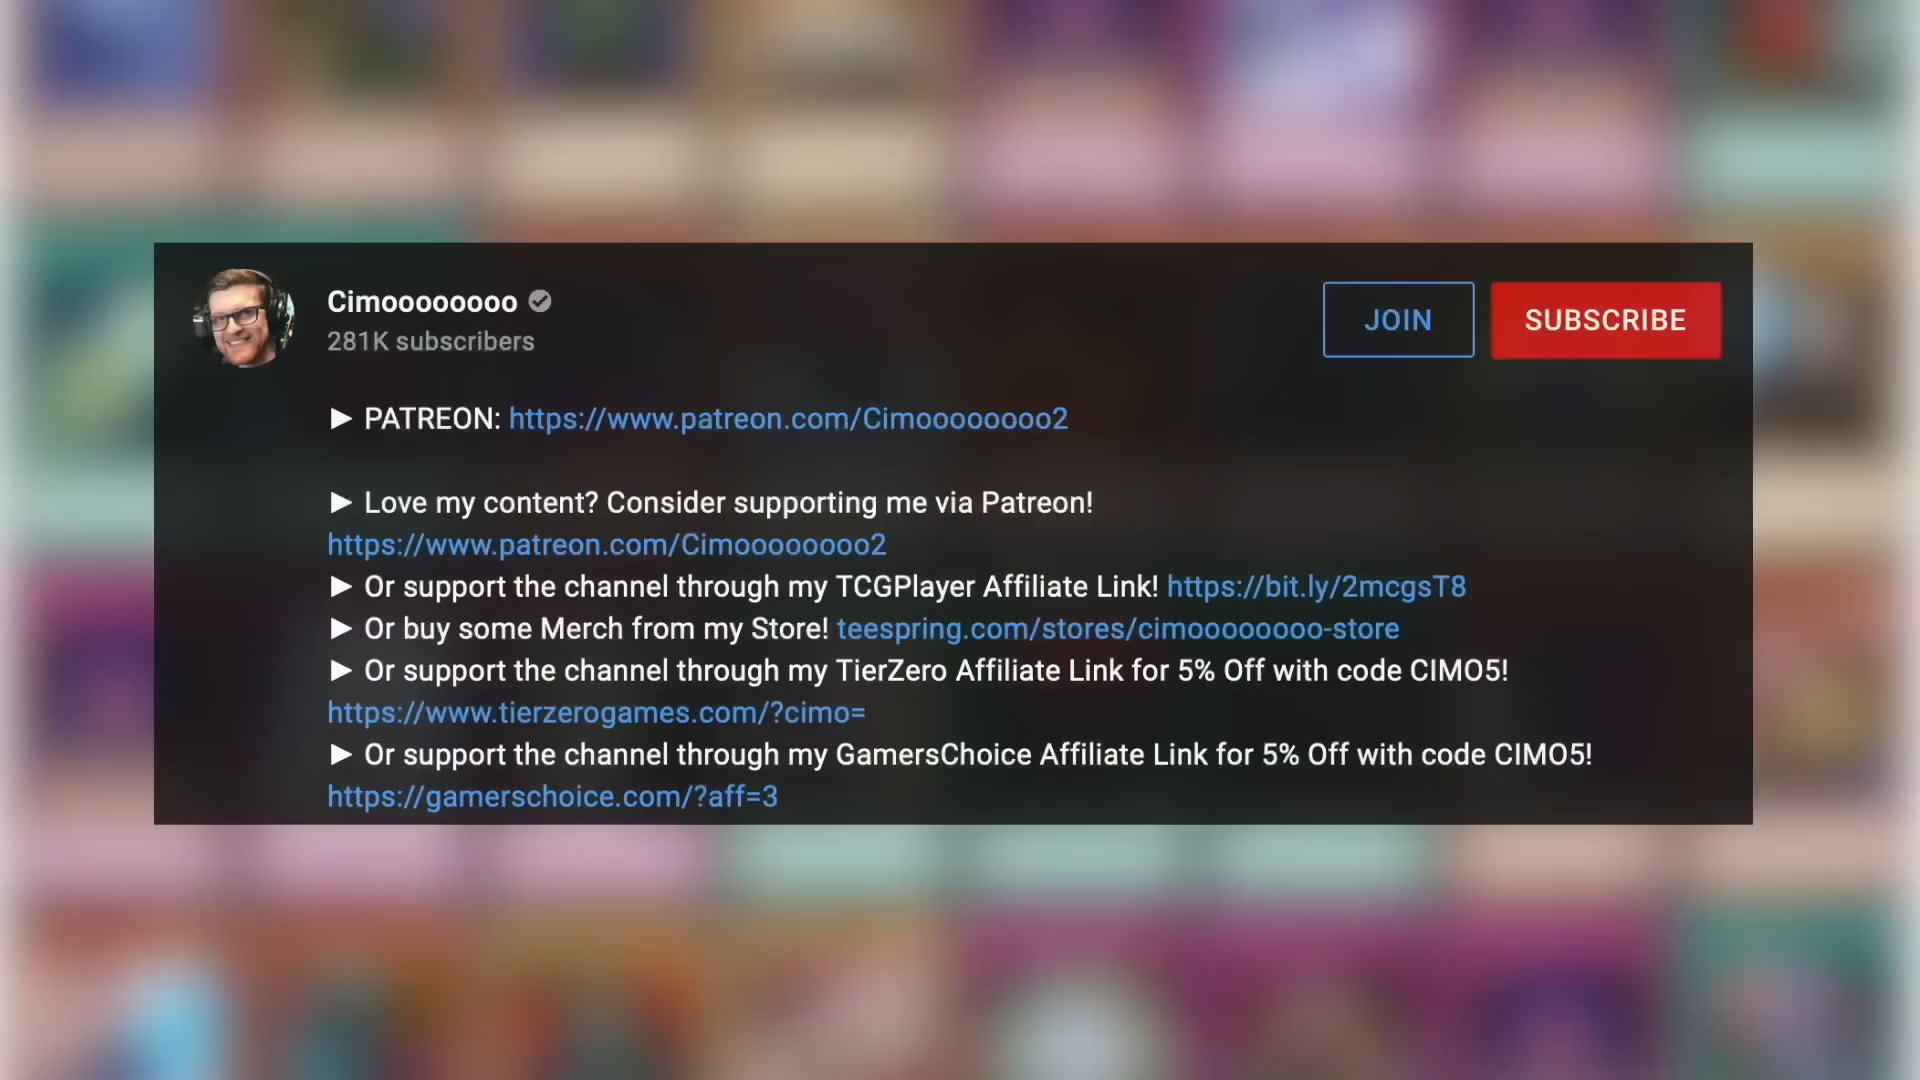 Cimoooooooo
281K subscribers
JOIN
SUBSCRIBE
► PATREON: https://www.patreon.com/Cimoooooooo2
► Love my content? Consider supporting me via Patreon!
https://www.patreon.com/Cimoooooooo2
► Or support the channel through my TCGPlayer Affiliate Link! https://bit.ly/2mcgsT8
► Or buy some Merch from my Store! teespring.com/stores/cimoooooooo-store
► Or support the channel through my TierZero Affiliate Link for 5% Off with code CIMO5!
https://www.tierzerogames.com/?cimo=
► Or support the channel through my GamersChoice Affiliate Link for 5% Off with code CIMO5!
https://gamerschoice.com/?aff=3